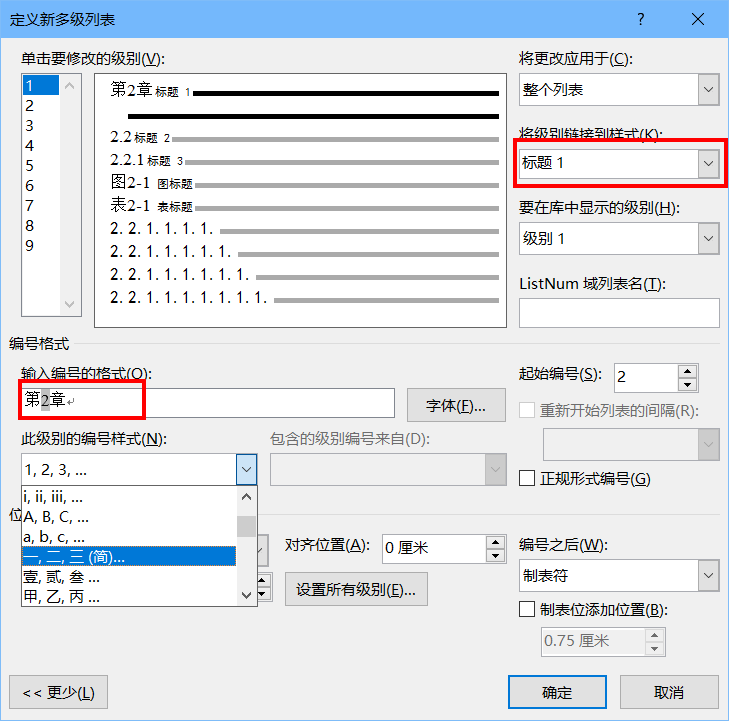 定义新多级列表 ?
单击要修改的级别(V):
1
2
3
4
5
6
7
8
9
第2章 标题 1
2.2 标题 2
2.2.1 标题 3
图2-1 图标题
表2-1 表标题
2. 2. 1. 1. 1.
2. 2. 1. 1. 1. 1.
2. 2. 1. 1. 1. 1. 1.
2. 2. 1. 1. 1. 1. 1. 1.
将更改应用于(C):
整个列表
将级别链接到样式(K):
标题 1
要在库中显示的级别(H):
级别 1
ListNum 域列表名(T):
编号格式
输入编号的格式(O):
第2章
字体(F)...
起始编号(S): 2
重新开始列表的间隔(R):
此级别的编号样式(N):
1, 2, 3, ...
包含的级别编号来自(D):
正规形式编号(G)
i, ii, iii, ...
A, B, C, ...
a, b, c, ...
一, 二, 三 (简)...
壹, 贰, 叁 ...
甲, 乙, 丙 ...
位
对齐位置(A): 0 厘米
设置所有级别(E)...
编号之后(W):
制表符
制表位添加位置(B):
0.75 厘米
<< 更少(L)
确定
取消